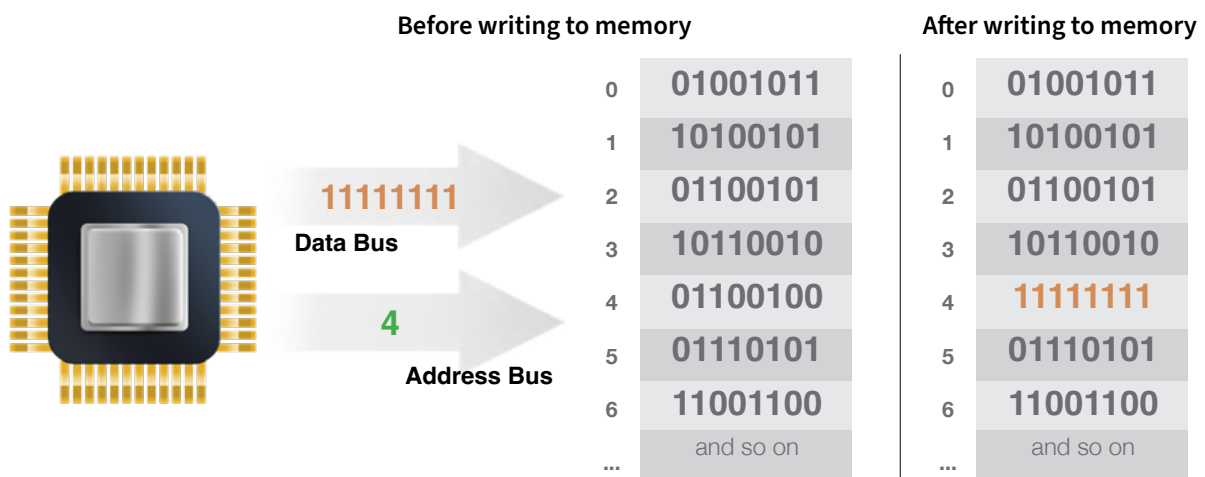 Before writing to memory
After writing to memory
11111111
Data Bus
4
Address Bus
0 01001011
1 10100101
2 01100101
3 10110010
4 01100100
5 01110101
6 11001100
... and so on
0 01001011
1 10100101
2 01100101
3 10110010
4 11111111
5 01110101
6 11001100
... and so on